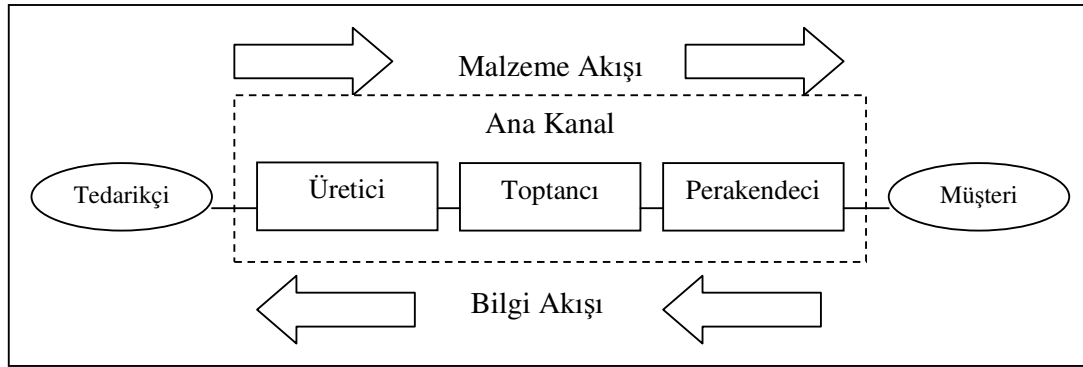 Malzeme Akışı
Ana Kanal
Tedarikçi
Üretici
Toptancı
Perakendeci
Müşteri
Bilgi Akışı